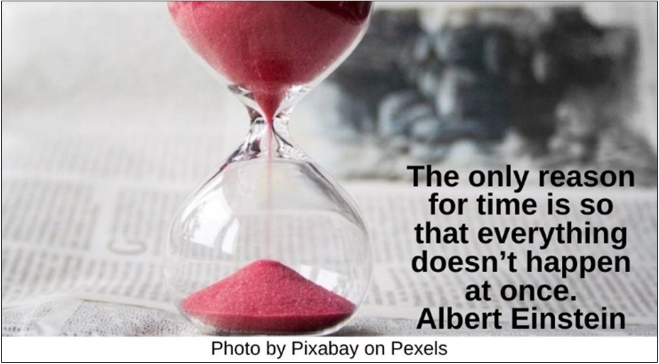 The only reason
for time is so
that everything
doesn’t happen
at once.
Albert Einstein
Photo by Pixabay on Pexels